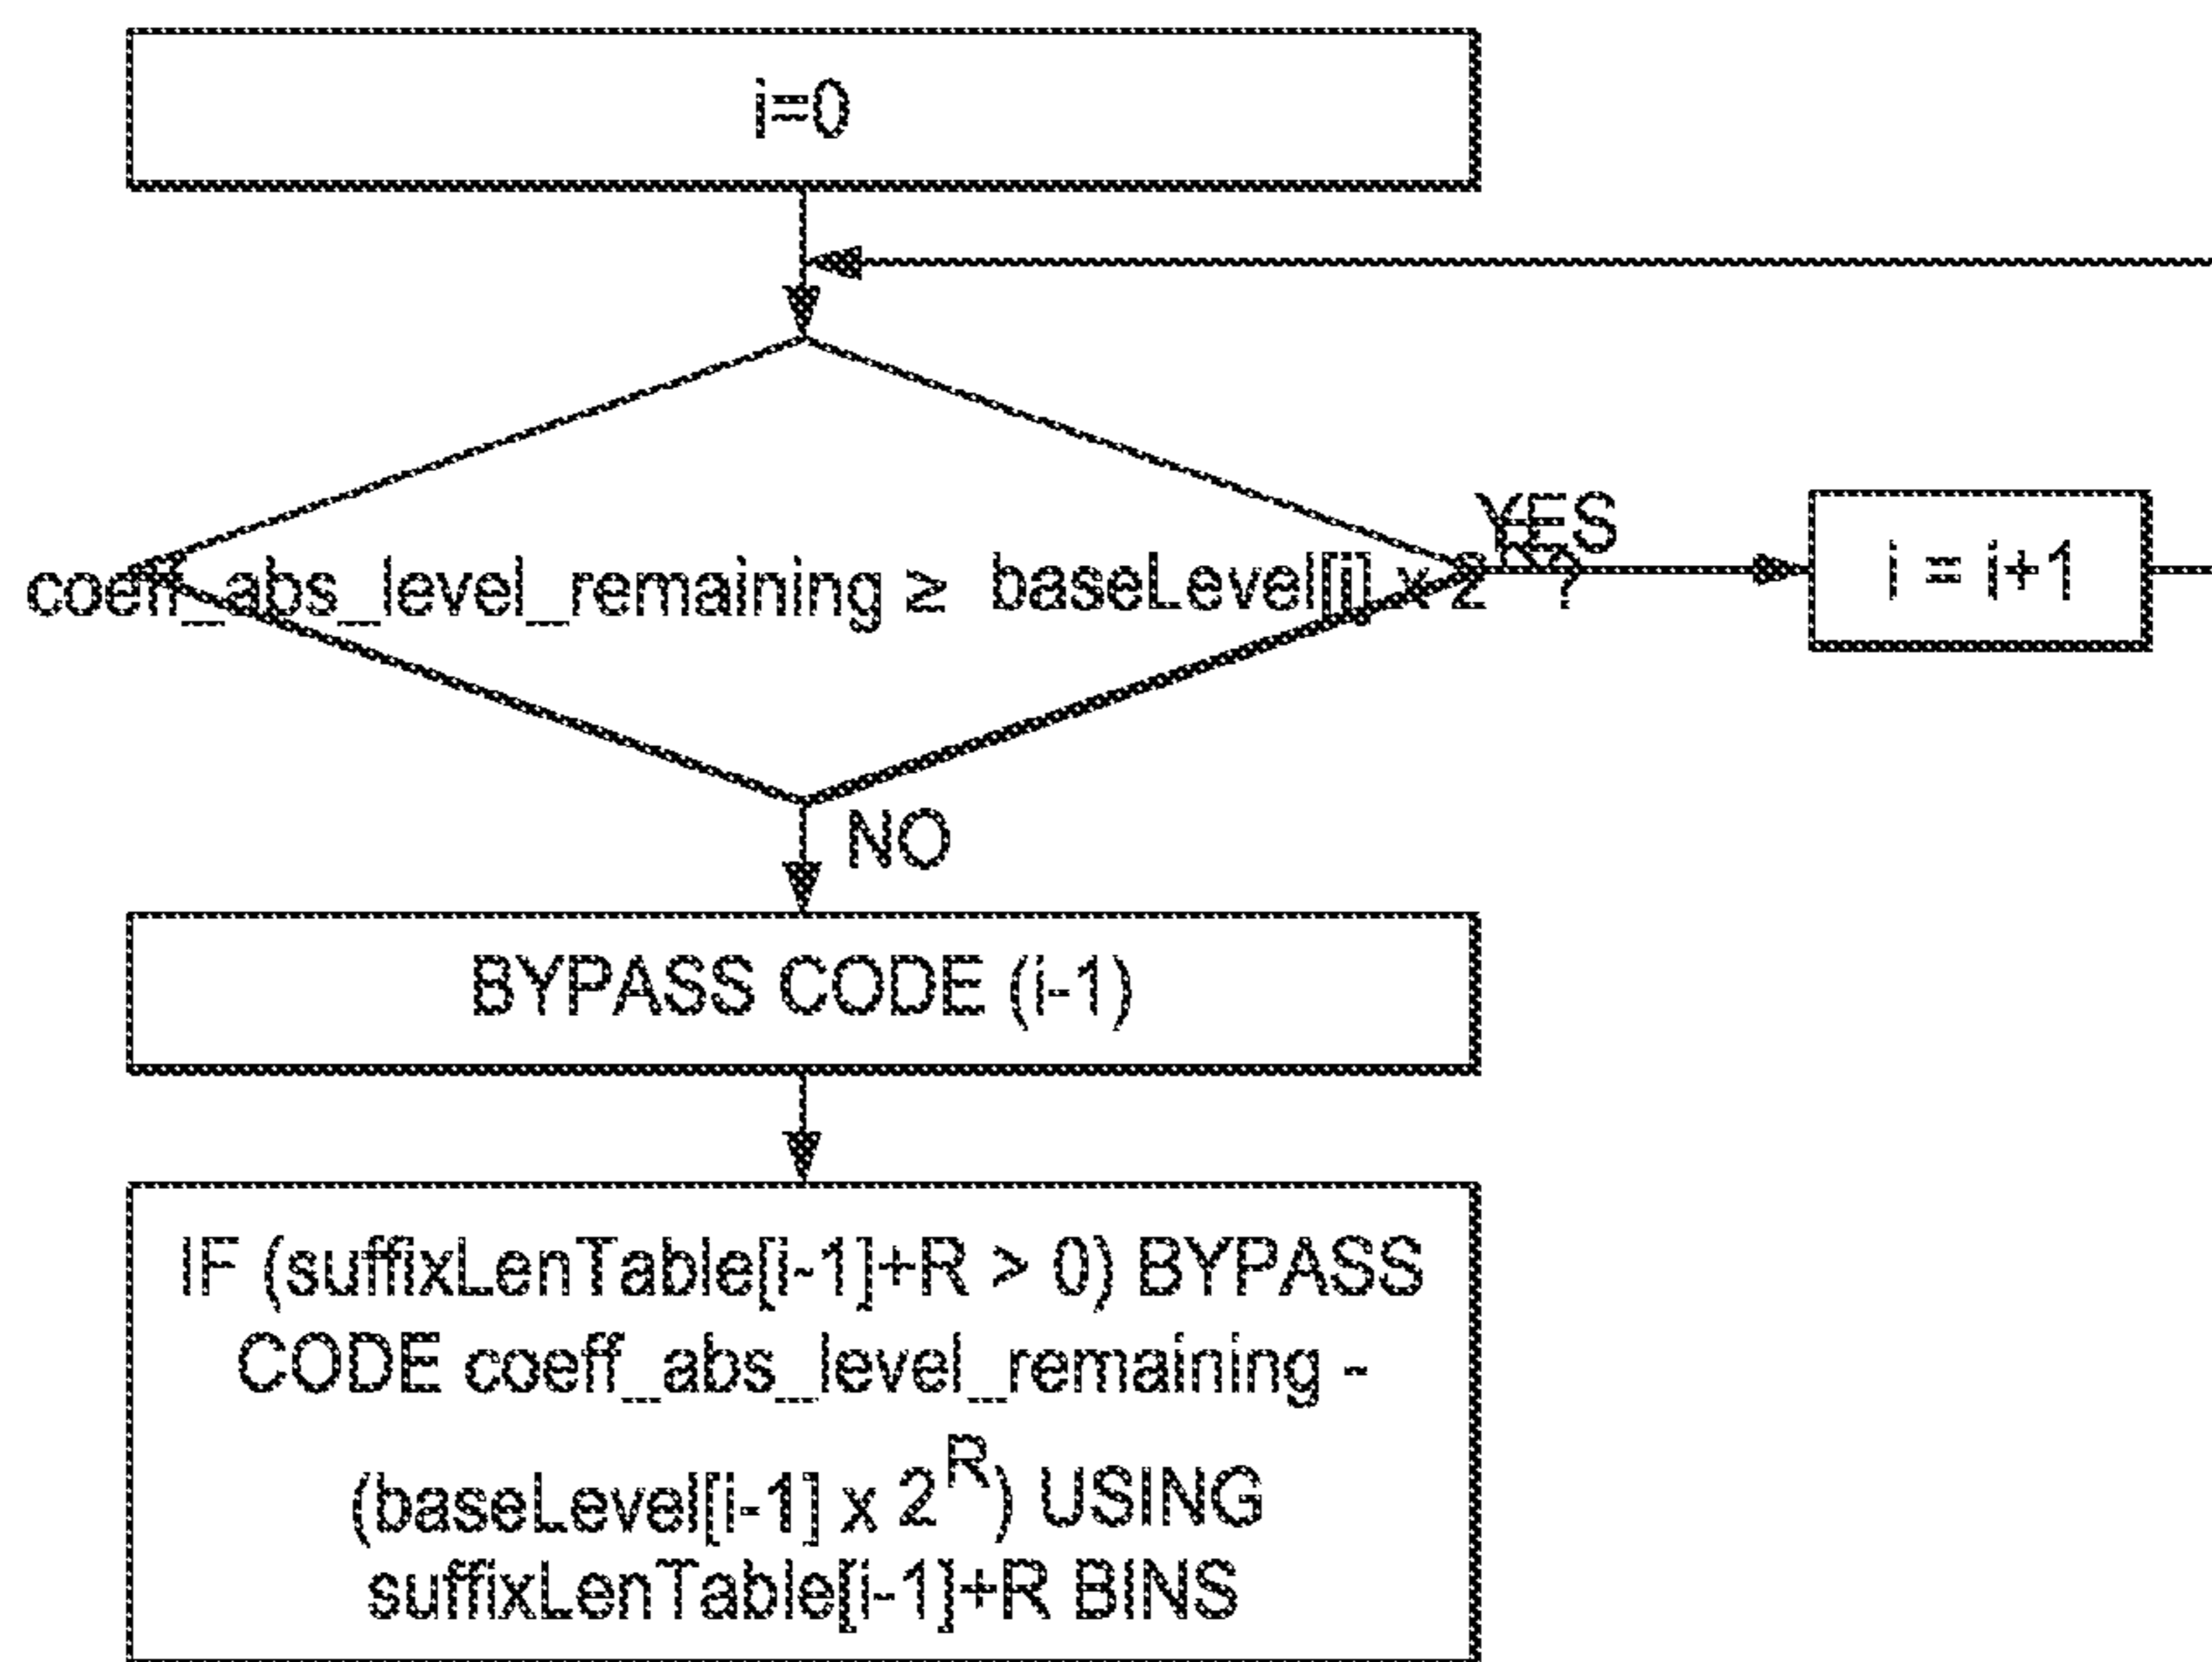 i=0
coeff_abs_level_remaining ≥ baseLevel[i] x 2^R?
YES
i = i+1
NO
BYPASS CODE (i-1)
IF (suffixLenTable[i-1]+R > 0) BYPASS
CODE coeff_abs_level_remaining -
(baseLevel[i-1] x 2^R) USING
suffixLenTable[i-1]+R BINS